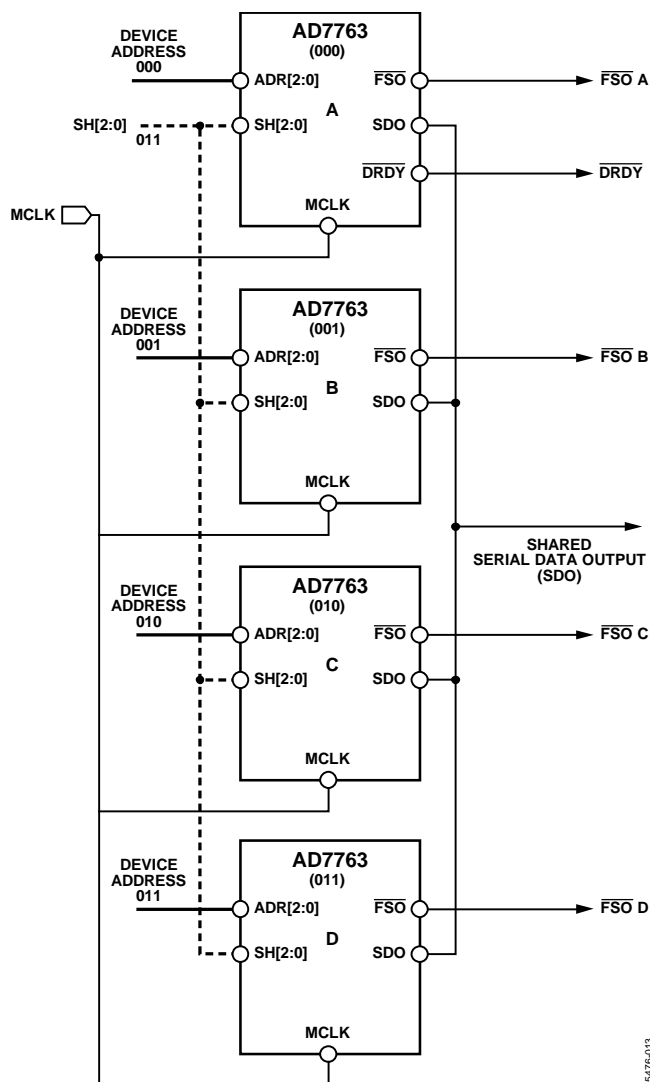 DEVICE
ADDRESS
000
AD7763
(000)
ADR[2:0]
FSO
FSO A
SH[2:0]
011
SH[2:0]
A
SDO
DRDY
DRDY
MCLK
MCLK
DEVICE
ADDRESS
001
AD7763
(001)
ADR[2:0]
FSO
FSO B
B
SH[2:0]
SDO
MCLK
SHARED
SERIAL DATA OUTPUT
(SDO)
DEVICE
ADDRESS
010
AD7763
(010)
ADR[2:0]
FSO
FSO C
C
SH[2:0]
SDO
MCLK
DEVICE
ADDRESS
011
AD7763
(011)
ADR[2:0]
FSO
FSO D
D
SH[2:0]
SDO
MCLK